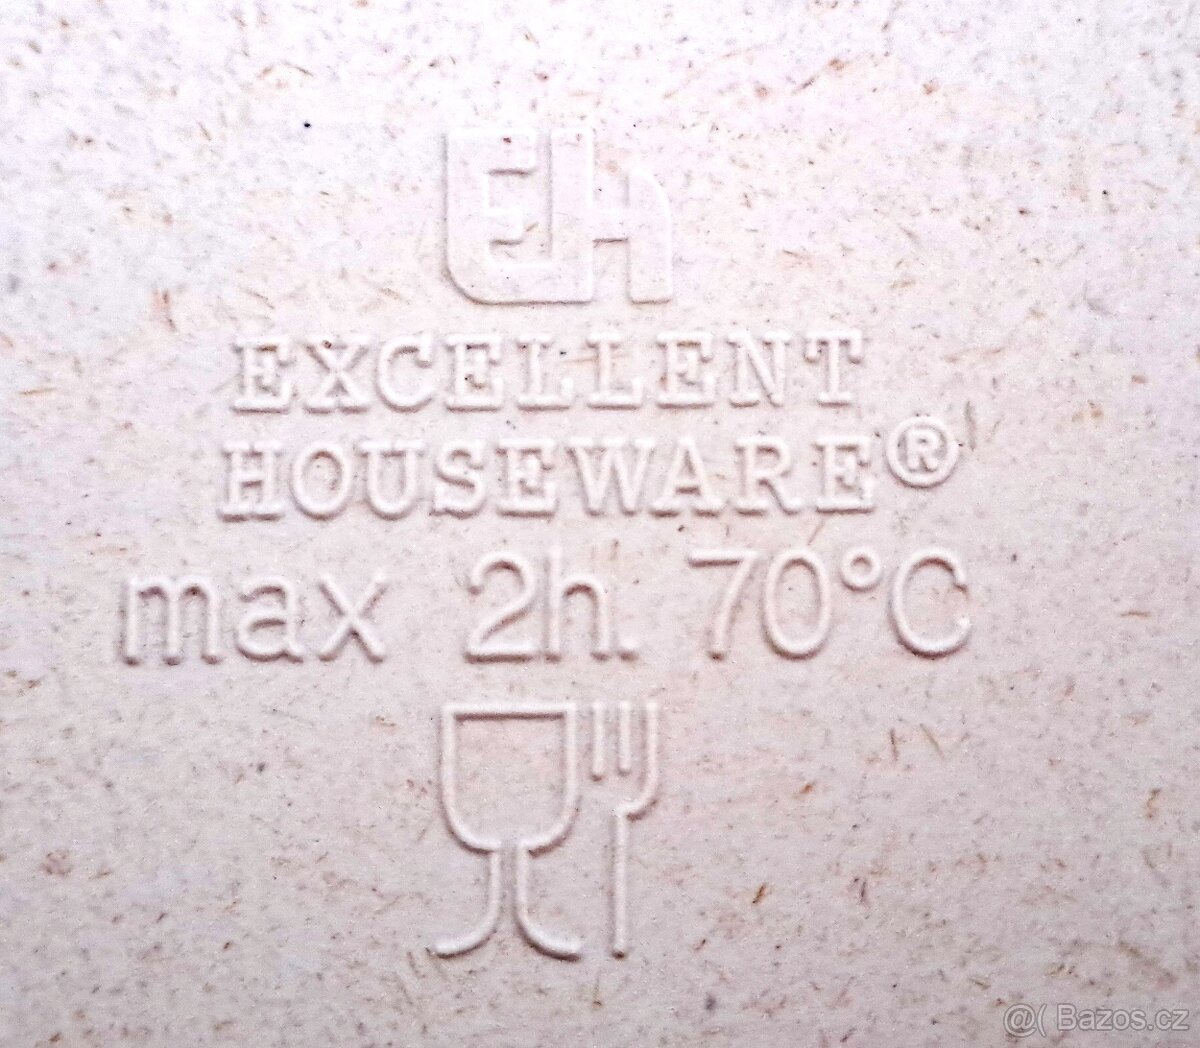 Eh
EXCELLENT
HOUSEWARE®
max 2h. 70°C
@( Bazos.cz